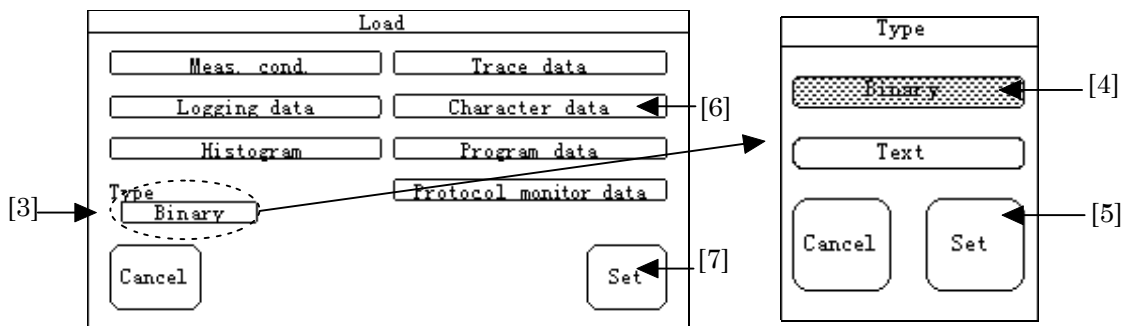 Load
Meas. cond.
Trace data
Logging data
Character data
[6]
Histogram
Program data
Type
Binary
Protocol monitor data
[3]
Cancel
Set
[7]
Type
Binary
[4]
Text
Cancel
Set
[5]